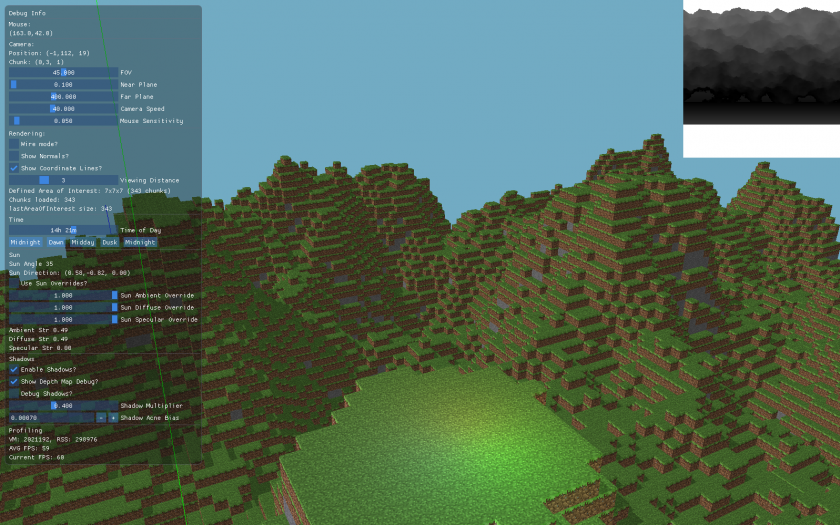 Debug Info
Mouse:
(163.0,42.0)
Camera:
Position: (-1,112, 19)
Chunk: (0,3, 1)
45.000 FOV
0.100 Near Plane
400.000 Far Plane
40.000 Camera Speed
0.050 Mouse Sensitivity
Rendering:
Wire mode?
Show Normals?
Show Coordinate Lines?
3 Viewing Distance
Defined Area of Interest: 7x7x7 (343 chunks)
Chunks loaded: 343
lastAreaOfInterest size: 343
Time
14h 21m Time of Day
Midnight Dawn Midday Dusk Midnight
Sun
Sun Angle 35
Sun Direction: (0.58,-0.82, 0.00)
Use Sun Overrides?
1.000 Sun Ambient Override
1.000 Sun Diffuse Override
1.000 Sun Specular Override
Ambient Str 0.49
Diffuse Str 0.49
Specular Str 0.00
Shadows
Enable Shadows?
Show Depth Map Debug?
Debug Shadows?
0.400 Shadow Multiplier
0.00070 - + Shadow Acne Bias
Profiling
VM: 2021192, RSS: 298976
AVG FPS: 59
Current FPS: 60